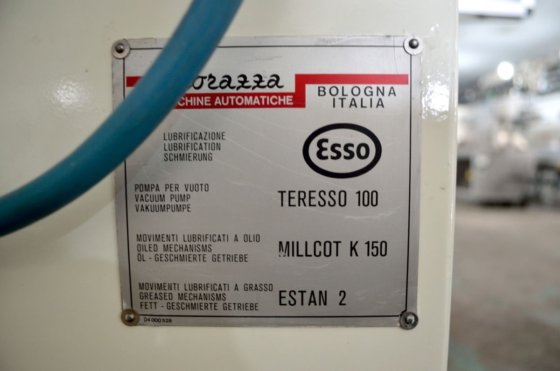 orazza
CHINE AUTOMATICHE
BOLOGNA
ITALIA
LUBRIFICAZIONE
LUBRIFICATION
SCHMIERUNG
Esso
POMPA PER VUOTO
VACUUM PUMP
VAKUUMPUMPE
TERESSO 100
MOVIMENTI LUBRIFICATI A OLIO
OILED MECHANISMS
ÖL - GESCHMIERTE GETRIEBE
MILLCOT K 150
MOVIMENTI LUBRIFICATI A GRASSO
GREASED MECHANISMS
FETT - GESCHMIERTE GETRIEBE
ESTAN 2